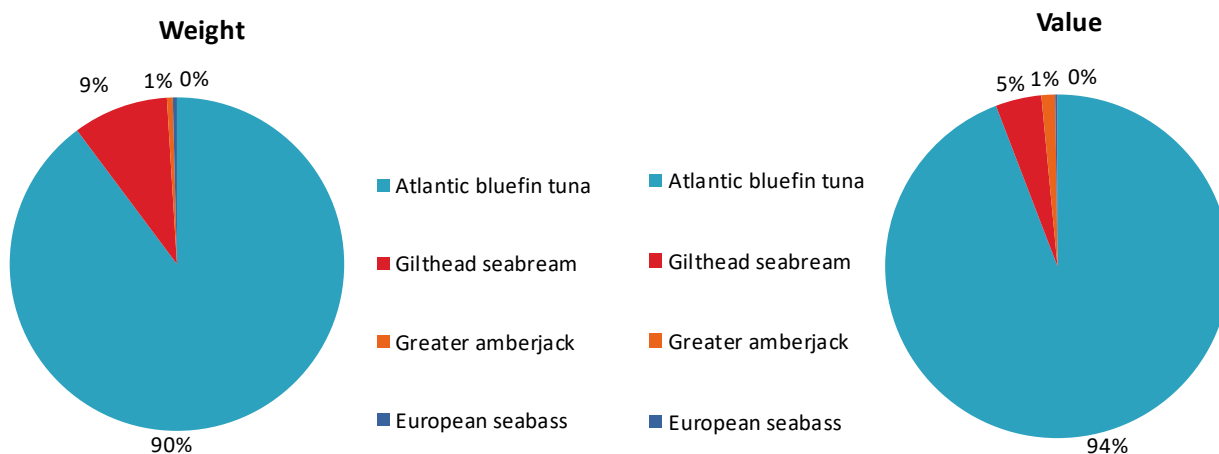 Weight
9%
1%
0%
90%
Atlantic bluefin tuna
Gilthead seabream
Greater amberjack
European seabass
Value
5%
1%
0%
94%
Atlantic bluefin tuna
Gilthead seabream
Greater amberjack
European seabass